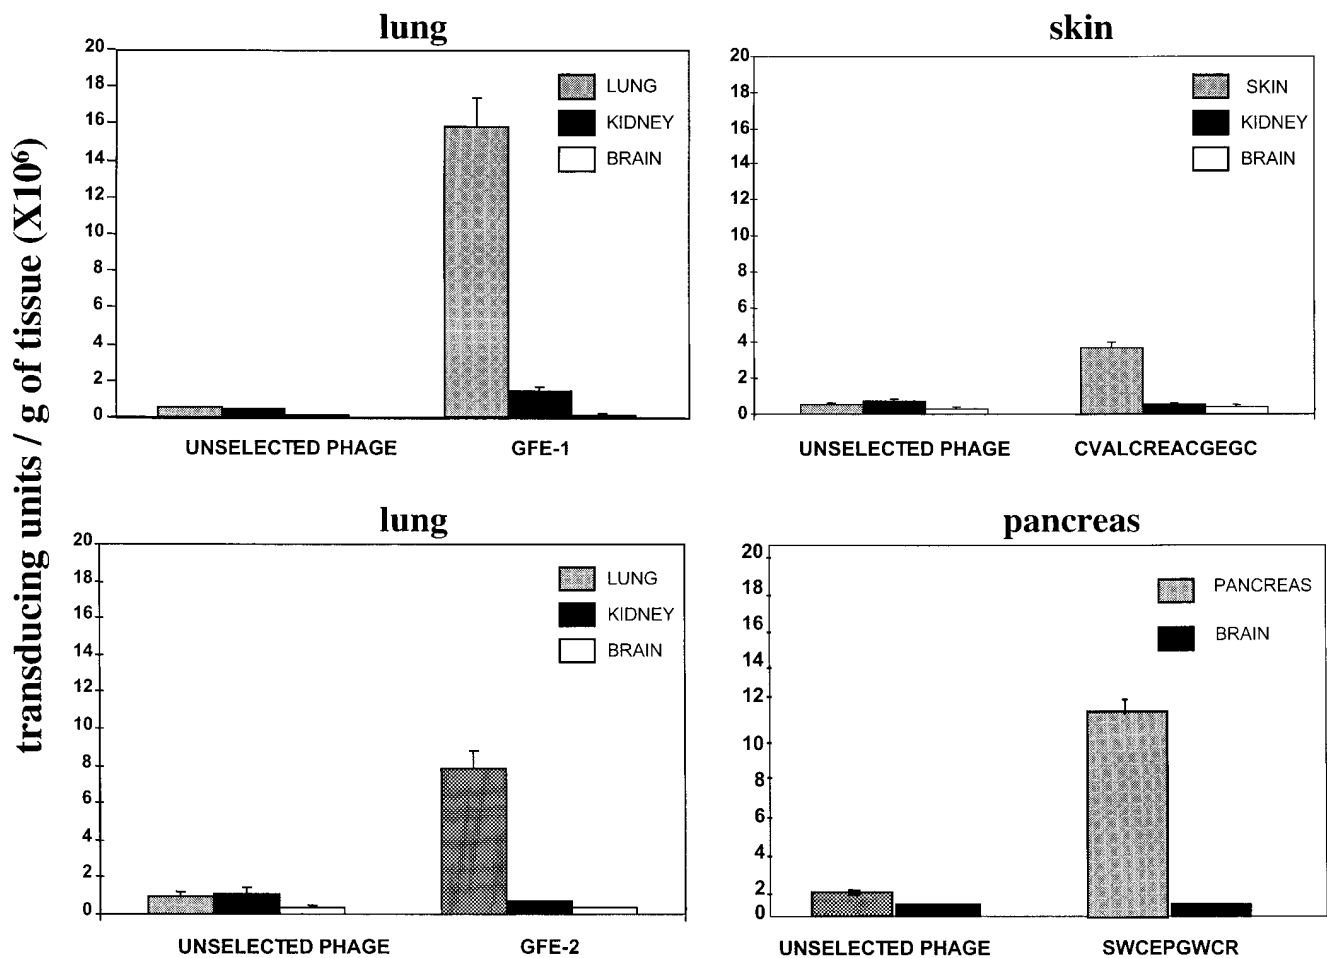 transducing units / g of tissue (X10⁶)
lung
20
18
16
14
12
10
8
6
4
2
0
LUNG
KIDNEY
BRAIN
UNSELECTED PHAGE GFE-1
skin
20
18
16
14
12
10
8
6
4
2
0
SKIN
KIDNEY
BRAIN
UNSELECTED PHAGE CVALCREACGEGC
lung
20
18
16
14
12
10
8
6
4
2
0
LUNG
KIDNEY
BRAIN
UNSELECTED PHAGE GFE-2
pancreas
20
18
16
14
12
10
8
6
4
2
0
PANCREAS
BRAIN
UNSELECTED PHAGE SWCEPGWCR